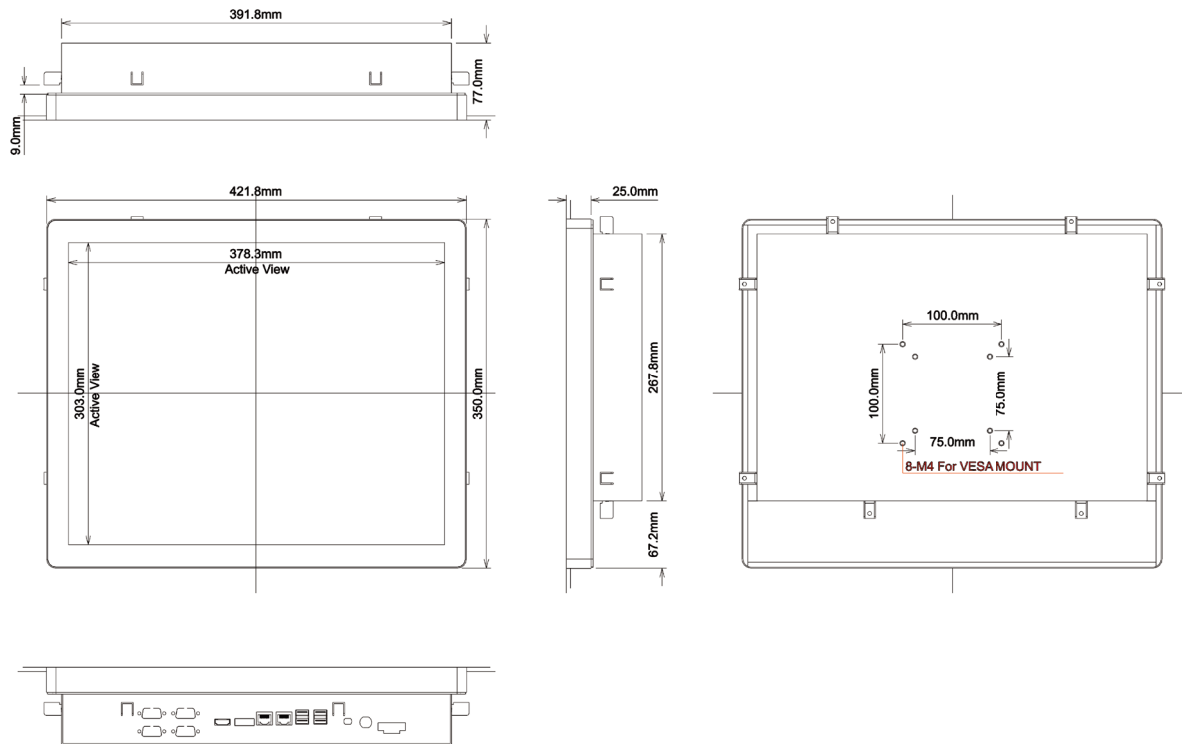 391.8mm
77.0mm
9.0mm
421.8mm
25.0mm
378.3mm
Active View
100.0mm
303.0mm
Active View
350.0mm
267.8mm
100.0mm
75.0mm
75.0mm
8-M4 For VESA MOUNT
67.2mm